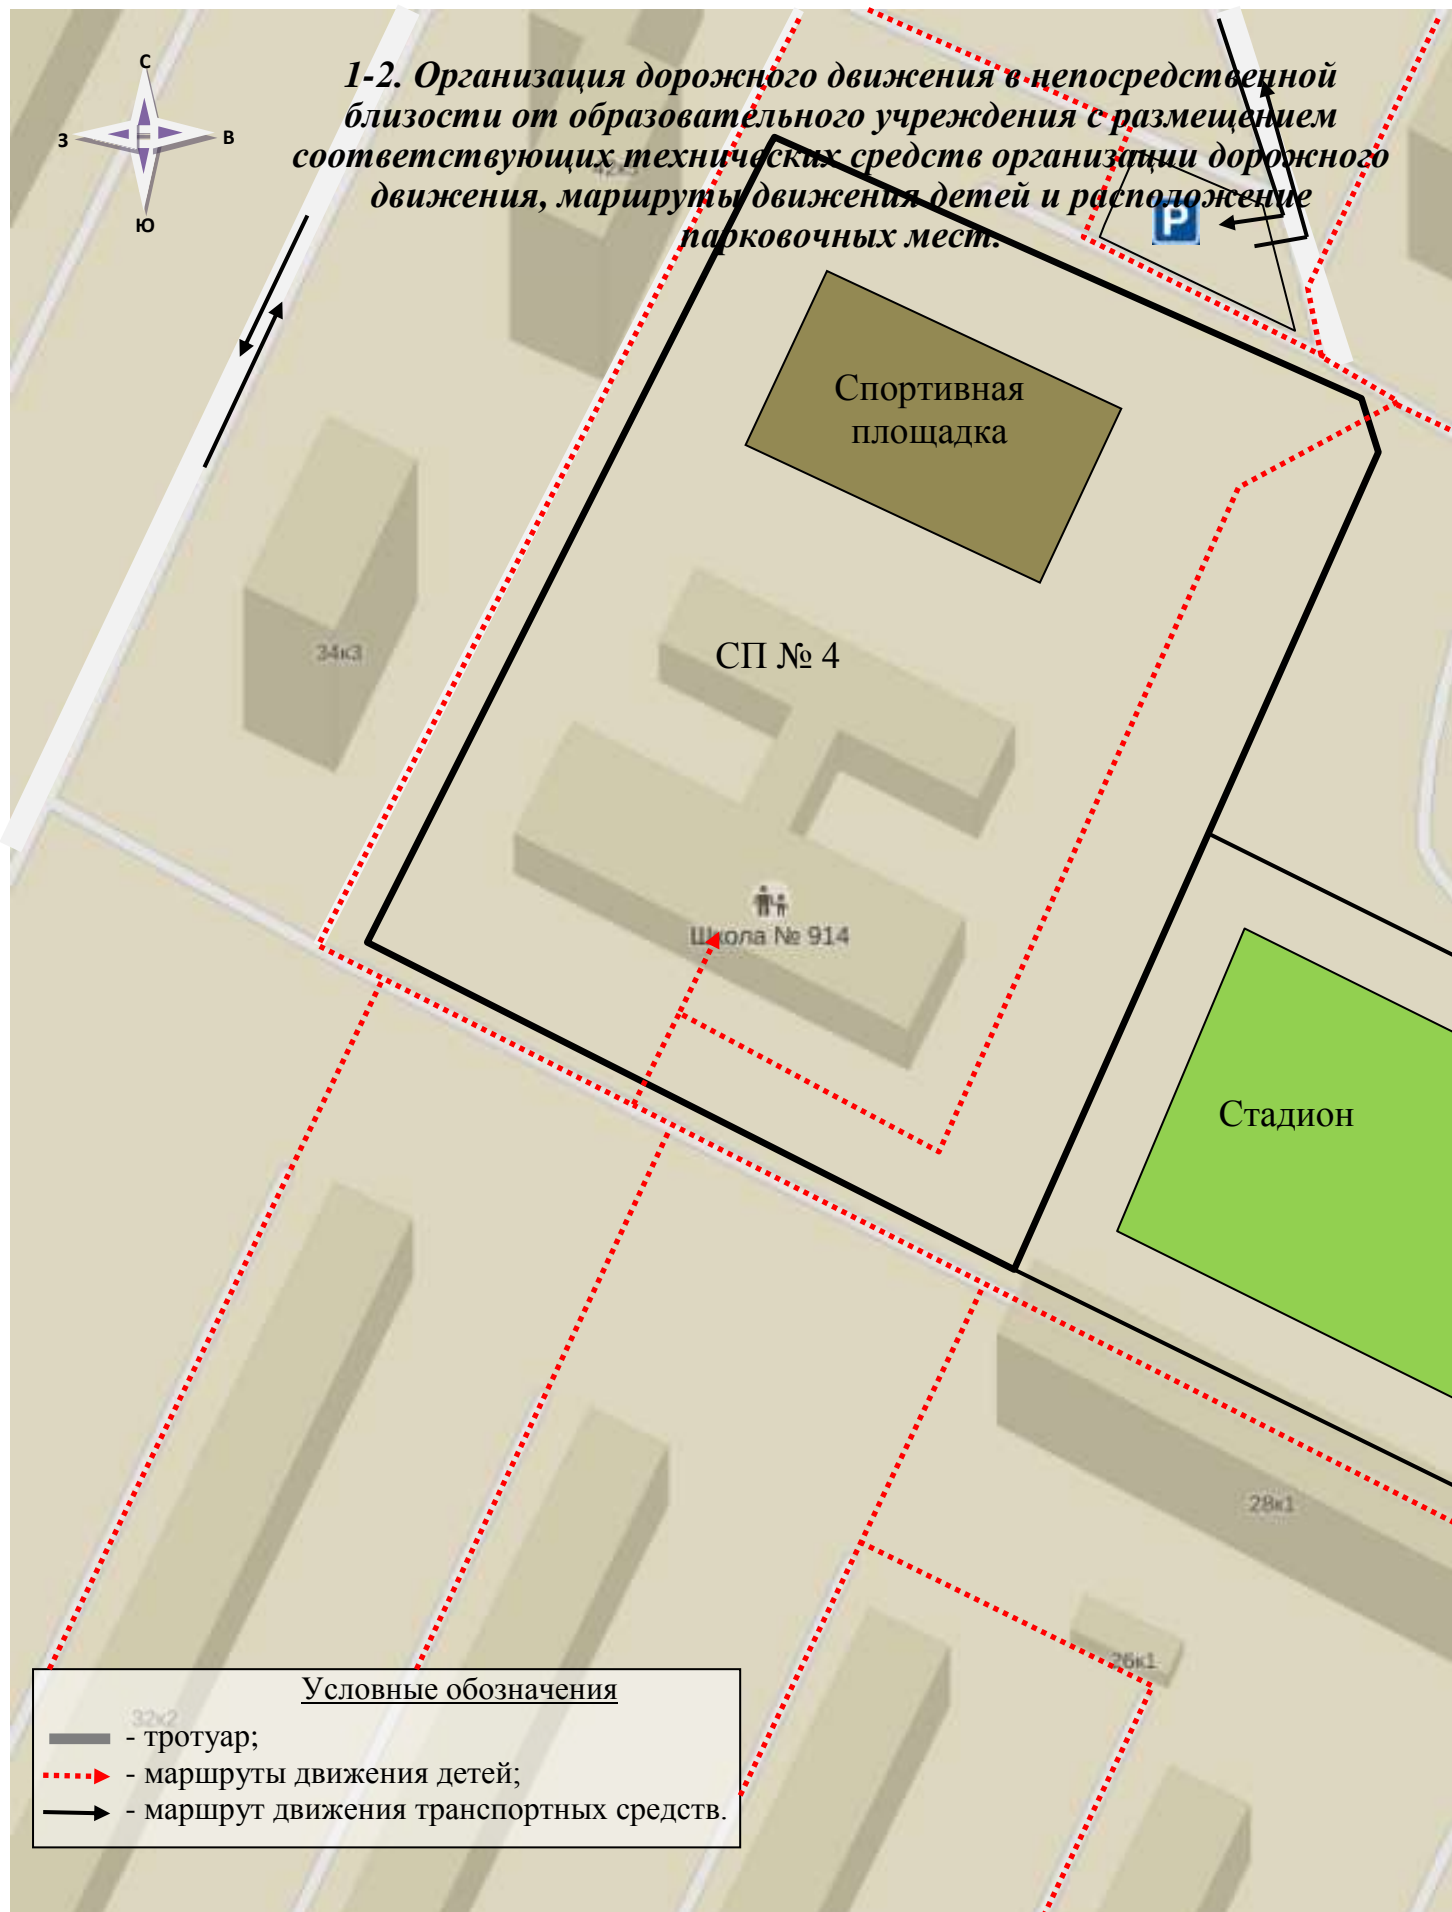 С
З
В
Ю
1-2. Организация дорожного движения в непосредственной
близости от образовательного учреждения с размещением
соответствующих технических средств организации дорожного
движения, маршруты движения детей и расположение
парковочных мест.
P
Спортивная
площадка
34к3
СП № 4
Школа № 914
Стадион
28к1
26к1
32к2
Условные обозначения
- тротуар;
- маршруты движения детей;
- маршрут движения транспортных средств.